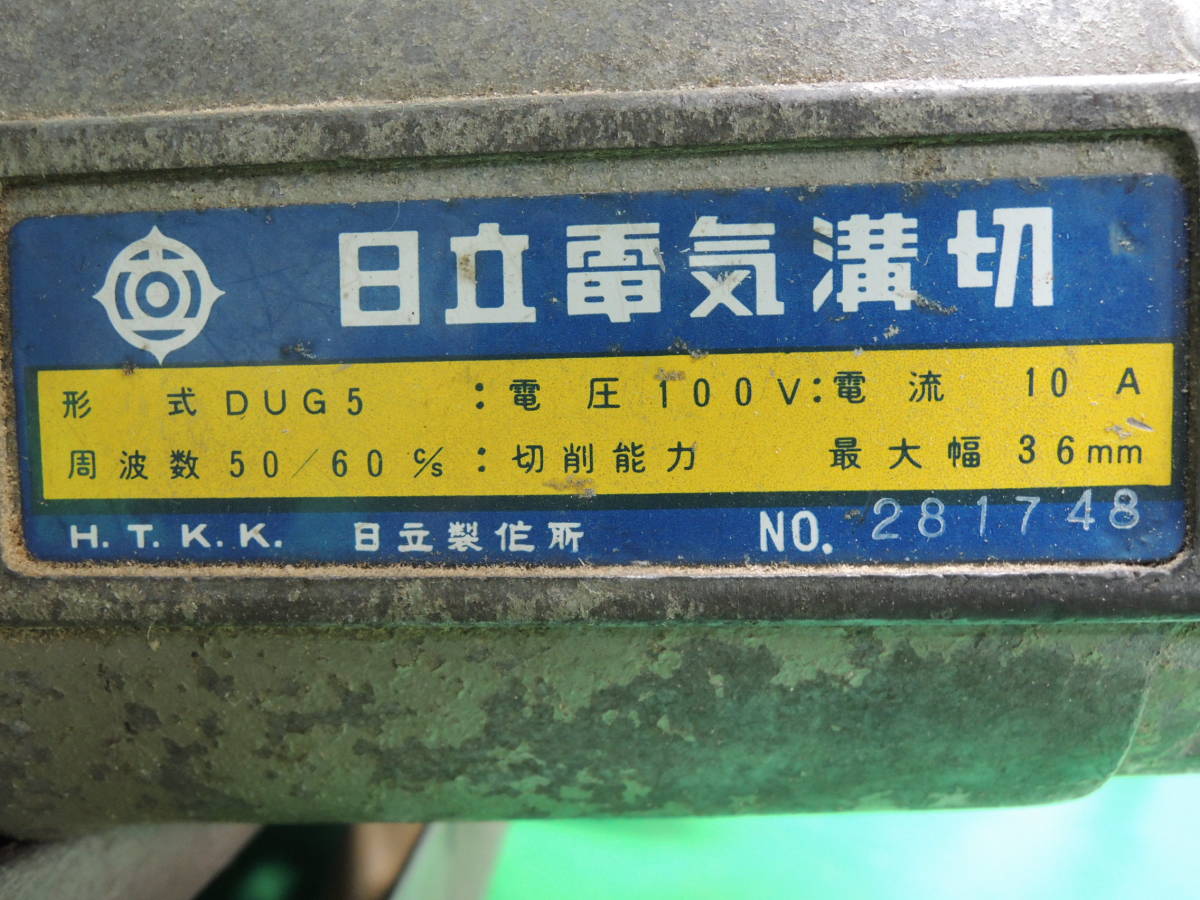 日立電気溝切
形式 DUG5 : 電圧 100V : 電流 10 A
周波数 50/60 c/s : 切削能力 最大幅 36mm
H.T.K.K. 日立製作所 NO. 281748